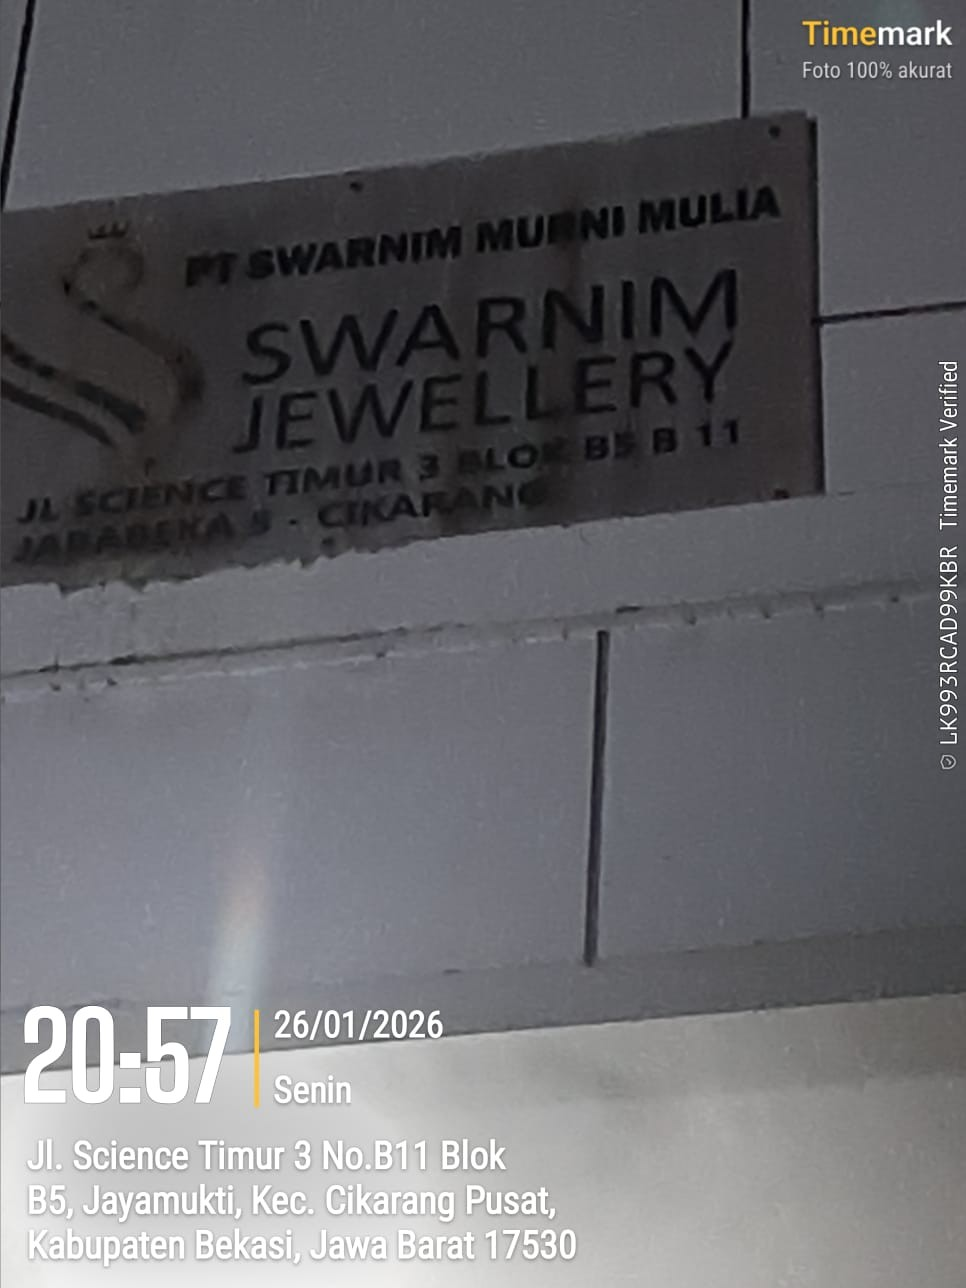 Timemark
Foto 100% akurat
PT SWARNIM MURNI MULIA
SWARNIM
JEWELLERY
JL SCIENCE TIMUR 3 BLOK B5 B 11
JABABEKA 5 - CIKARANG
LK993RCAD99KBR Timemark Verified
20:57
26/01/2026
Senin
Jl. Science Timur 3 No.B11 Blok
B5, Jayamukti, Kec. Cikarang Pusat,
Kabupaten Bekasi, Jawa Barat 17530